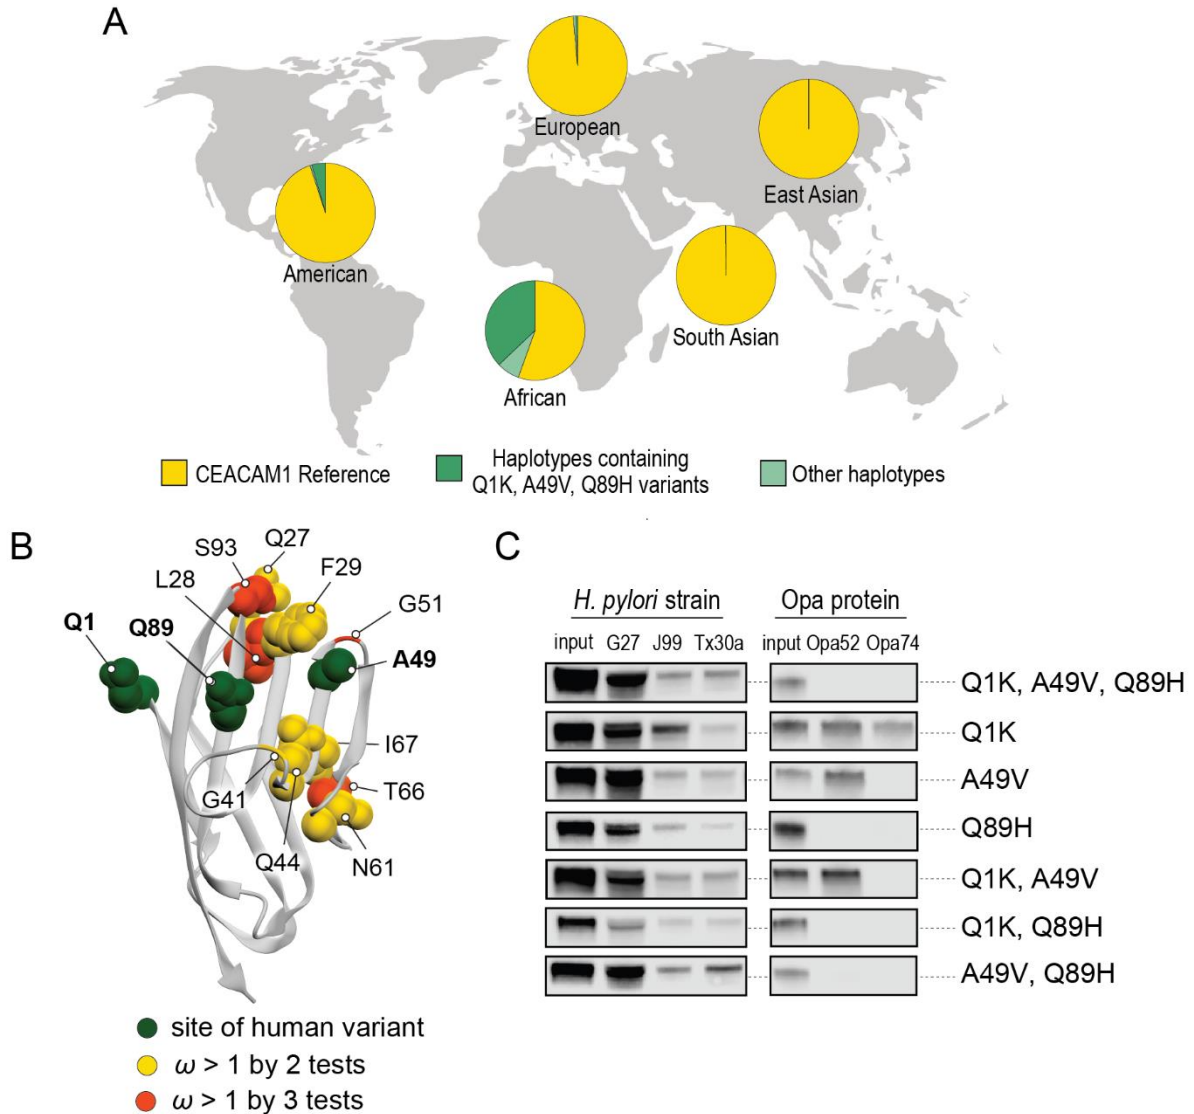 A
European
East Asian
American
South Asian
African
CEACAM1 Reference
Haplotypes containing
Q1K, A49V, Q89H variants
Other haplotypes
B
Q27
S93
F29
L28
G51
Q1
Q89
A49
I67
G41
T66
Q44
N61
site of human variant
ω > 1 by 2 tests
ω > 1 by 3 tests
C
H. pylori strain
Opa protein
input G27 J99 Tx30a
input Opa52 Opa74
Q1K, A49V, Q89H
Q1K
A49V
Q89H
Q1K, A49V
Q1K, Q89H
A49V, Q89H